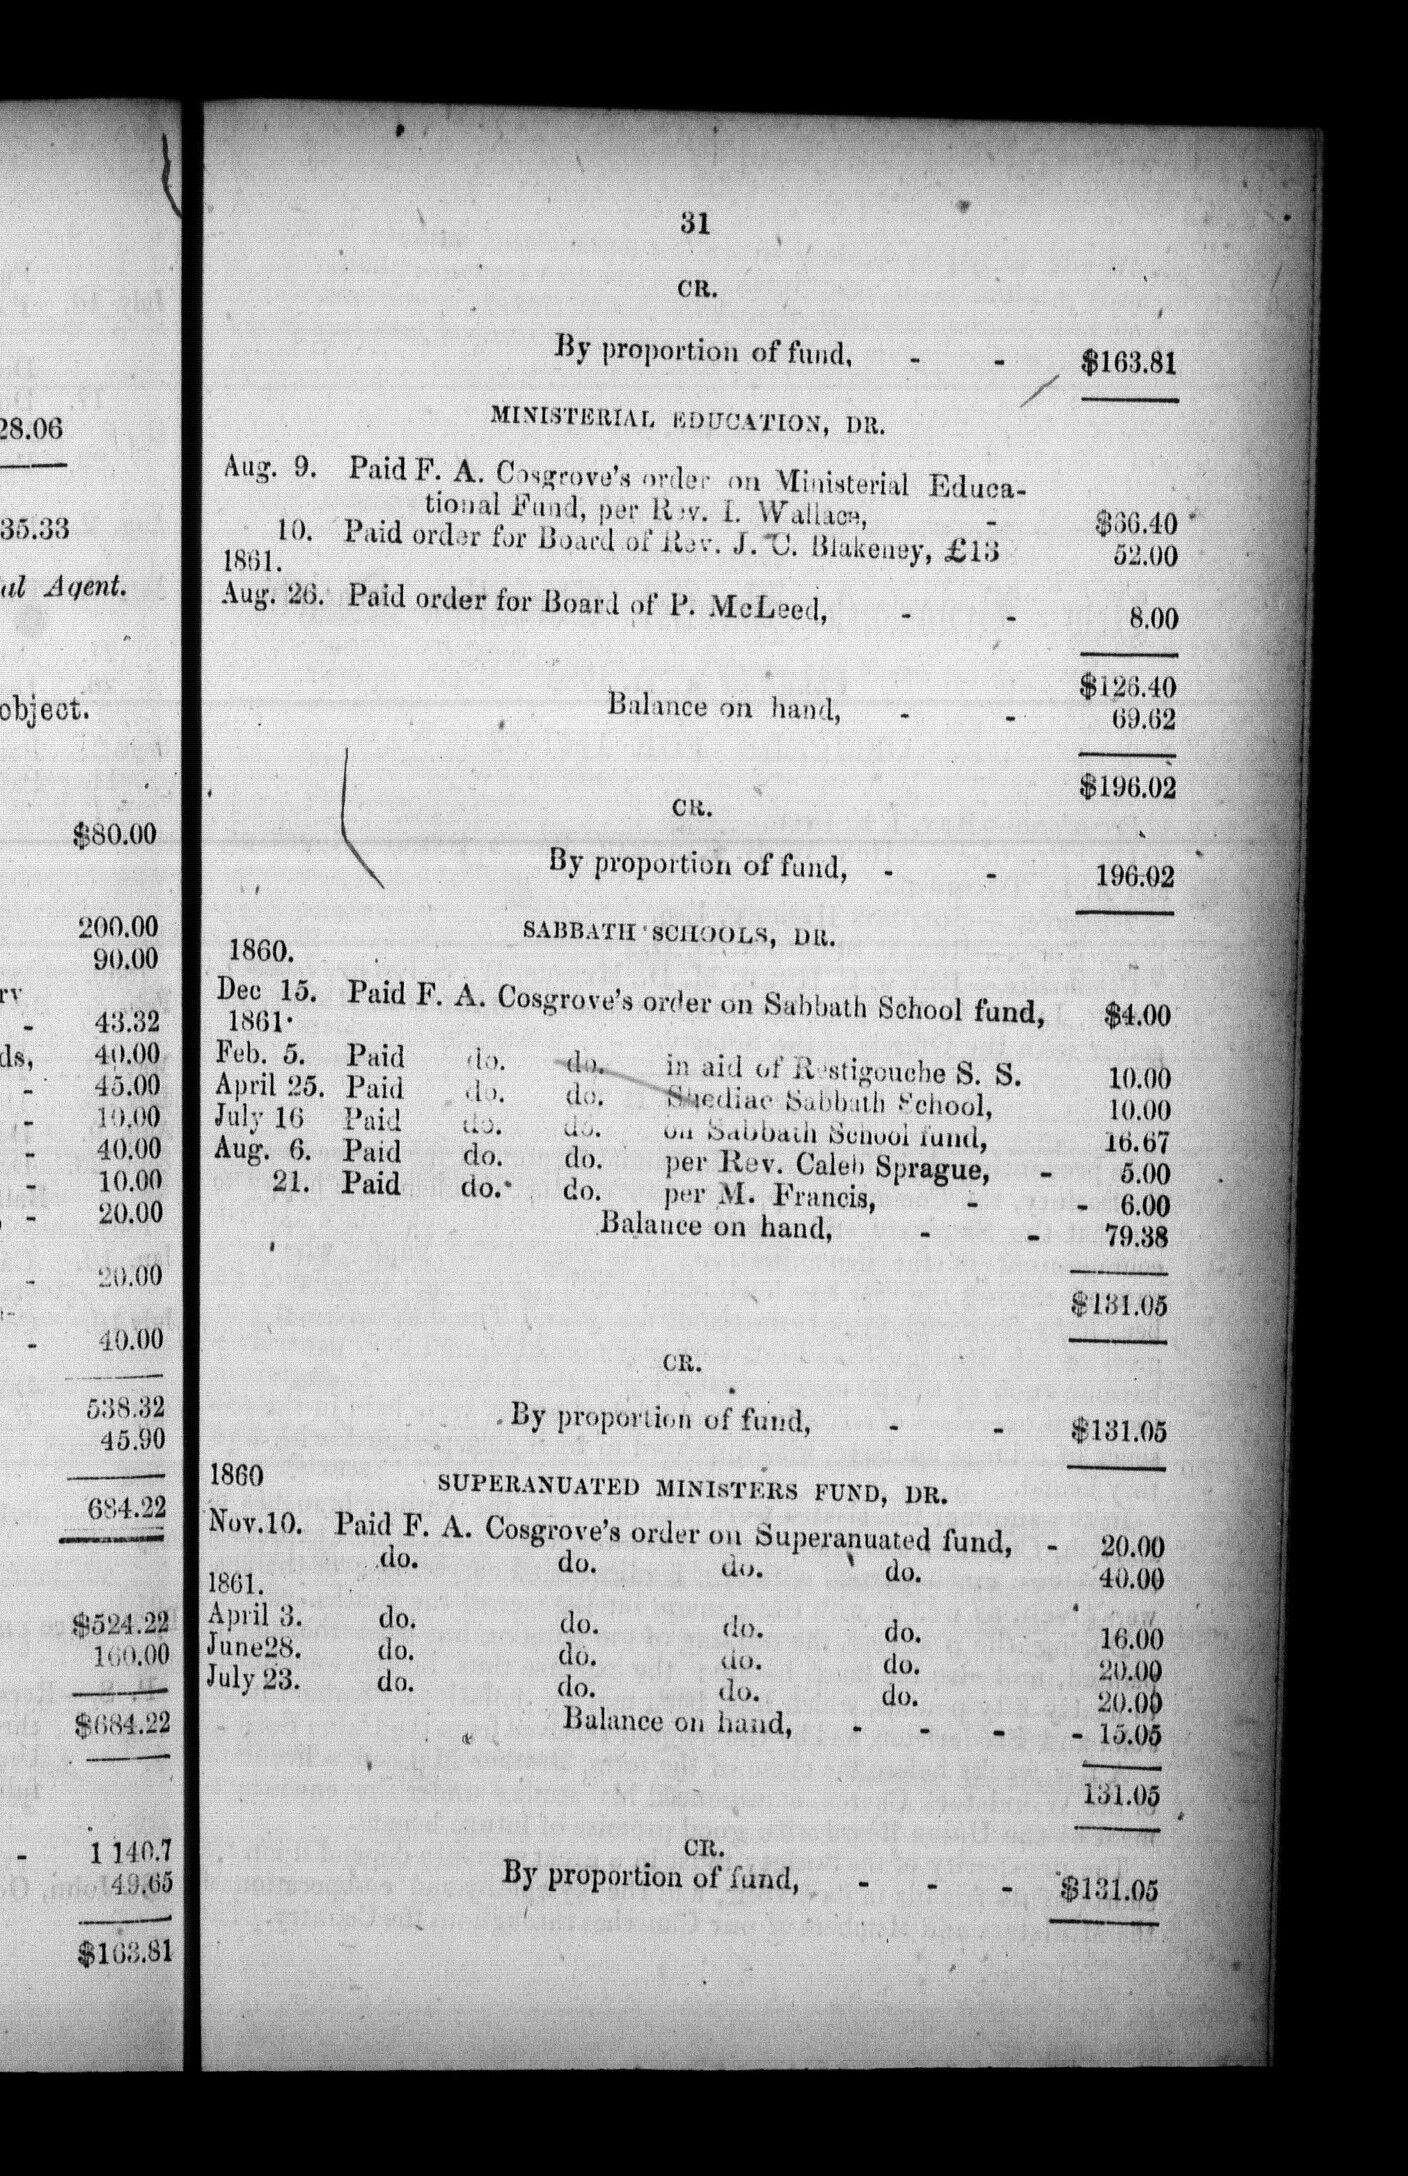 28.06
35.33
al Agent.
object.
$80.00
200.00
90.00
ry
- 43.32
ds, 40.00
- 45.00
- 10.00
- 40.00
- 10.00
, - 20.00
- 20.00
- 40.00
538.32
45.90
684.22
$524.22
160.00
$684.22
- 1 140.7
49.65
$163.81
31
CR.
By proportion of fund, - - $163.81
MINISTERIAL EDUCATION, DR.
Aug. 9. Paid F. A. Cosgrove's order on Ministerial Educa-
tional Fund, per Rev. I. Wallace, - $66.40
10. Paid order for Board of Rev. J. C. Blakeney, £13 52.00
1861.
Aug. 26. Paid order for Board of P. McLeed, - - 8.00
$126.40
Balance on hand, - - 69.62
$196.02
CR.
By proportion of fund, - - 196.02
SABBATH SCHOOLS, DR.
1860.
Dec 15. Paid F. A. Cosgrove's order on Sabbath School fund, $4.00
1861.
Feb. 5. Paid do. do. in aid of Restigouche S. S. 10.00
April 25. Paid do. do. Shediac Sabbath School, 10.00
July 16 Paid do. do. on Sabbath School fund, 16.67
Aug. 6. Paid do. do. per Rev. Caleb Sprague, - 5.00
21. Paid do. do. per M. Francis, - - 6.00
Balance on hand, - - 79.38
$131.05
CR.
By proportion of fund, - - $131.05
1860
SUPERANUATED MINISTERS FUND, DR.
Nov.10. Paid F. A. Cosgrove's order on Superanuated fund, - 20.00
do. do. do. do. 40.00
1861.
April 3. do. do. do. do. 16.00
June28. do. do. do. do. 20.00
July 23. do. do. do. do. 20.00
Balance on hand, - - - - 15.05
131.05
CR.
By proportion of fund, - - - $131.05